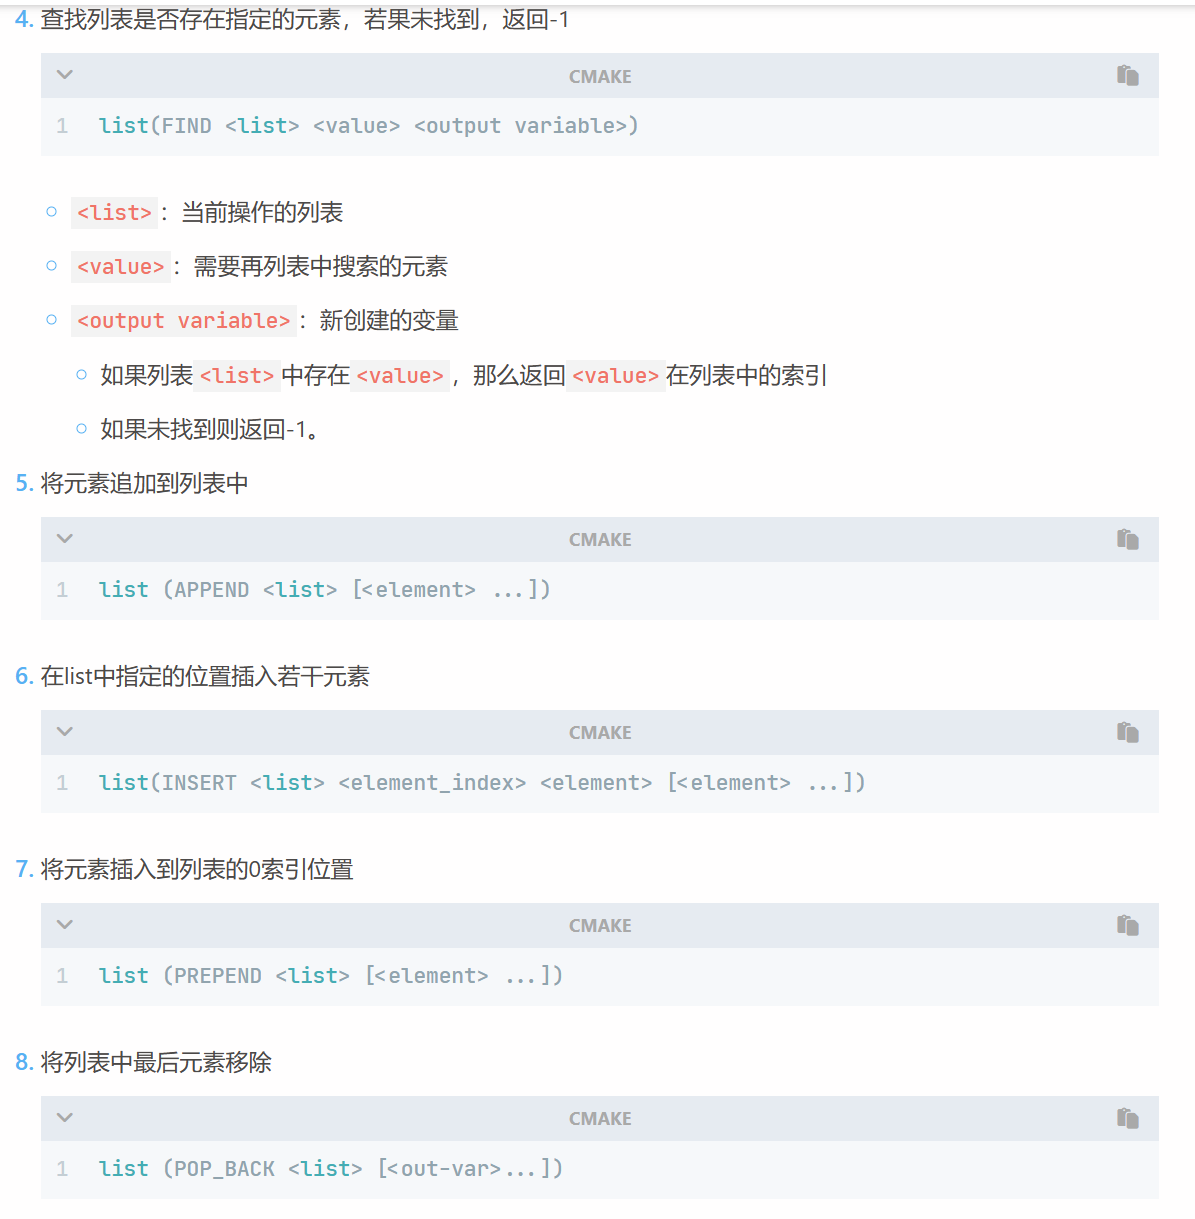 4. 查找列表是否存在指定的元素，若果未找到，返回-1
CMAKE
1 list(FIND <list> <value> <output variable>)
<list>：当前操作的列表
<value>：需要再列表中搜索的元素
<output variable>：新创建的变量
如果列表<list>中存在<value>，那么返回<value>在列表中的索引
如果未找到则返回-1。
5. 将元素追加到列表中
CMAKE
1 list (APPEND <list> [<element> ...])
6. 在list中指定的位置插入若干元素
CMAKE
1 list(INSERT <list> <element_index> <element> [<element> ...])
7. 将元素插入到列表的0索引位置
CMAKE
1 list (PREPEND <list> [<element> ...])
8. 将列表中最后元素移除
CMAKE
1 list (POP_BACK <list> [<out-var>...])